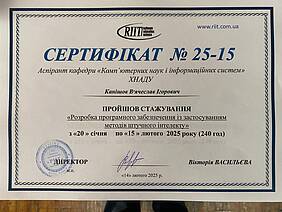 RIIT
www.riit.com.ua
СЕРТИФІКАТ № 25-15
Аспірант кафедри «Комп'ютерних наук і інформаційних систем»
ХНАДУ
Капінос В'ячеслав Ігорович
ПРОЙШОВ СТАЖУВАННЯ
«Розробка програмного забезпечення із застосуванням
методів штучного інтелекту»
з «20» січня по «15» лютого 2025 року (240 год)
ДИРЕКТОР
Вікторія ВАСИЛЬЄВА
М.П.
«14» лютого 2025 р.